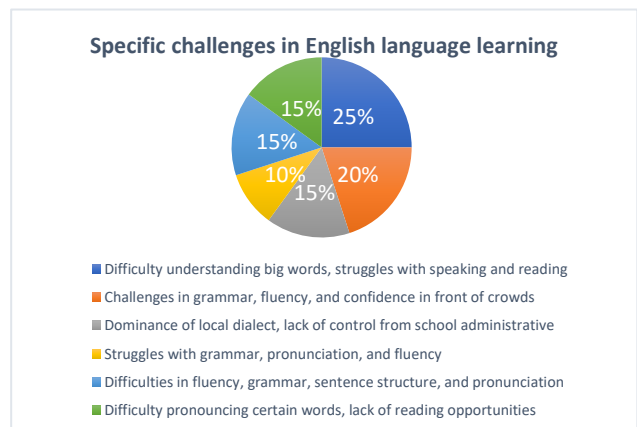 Specific challenges in English language learning
15%
25%
15%
20%
10%
15%
Difficulty understanding big words, struggles with speaking and reading
Challenges in grammar, fluency, and confidence in front of crowds
Dominance of local dialect, lack of control from school administrative
Struggles with grammar, pronunciation, and fluency
Difficulties in fluency, grammar, sentence structure, and pronunciation
Difficulty pronouncing certain words, lack of reading opportunities